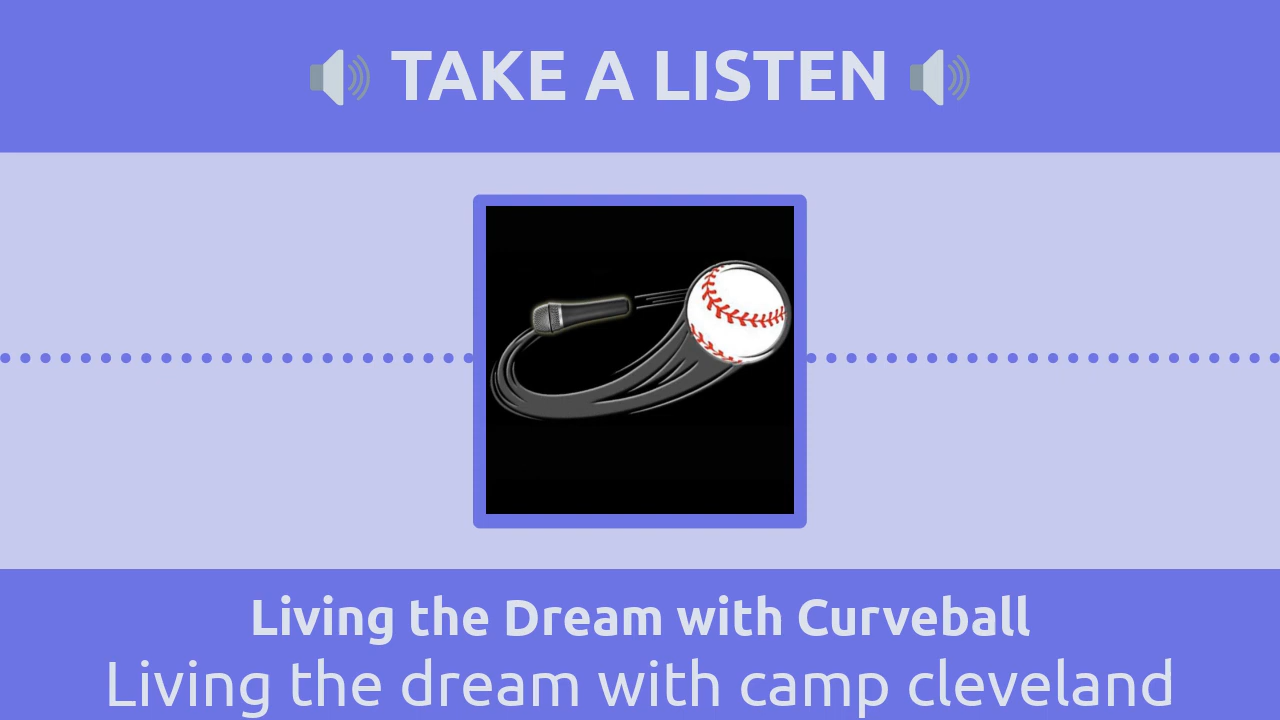 🔊 TAKE A LISTEN 🔊
Living the Dream with Curveball
Living the dream with camp cleveland